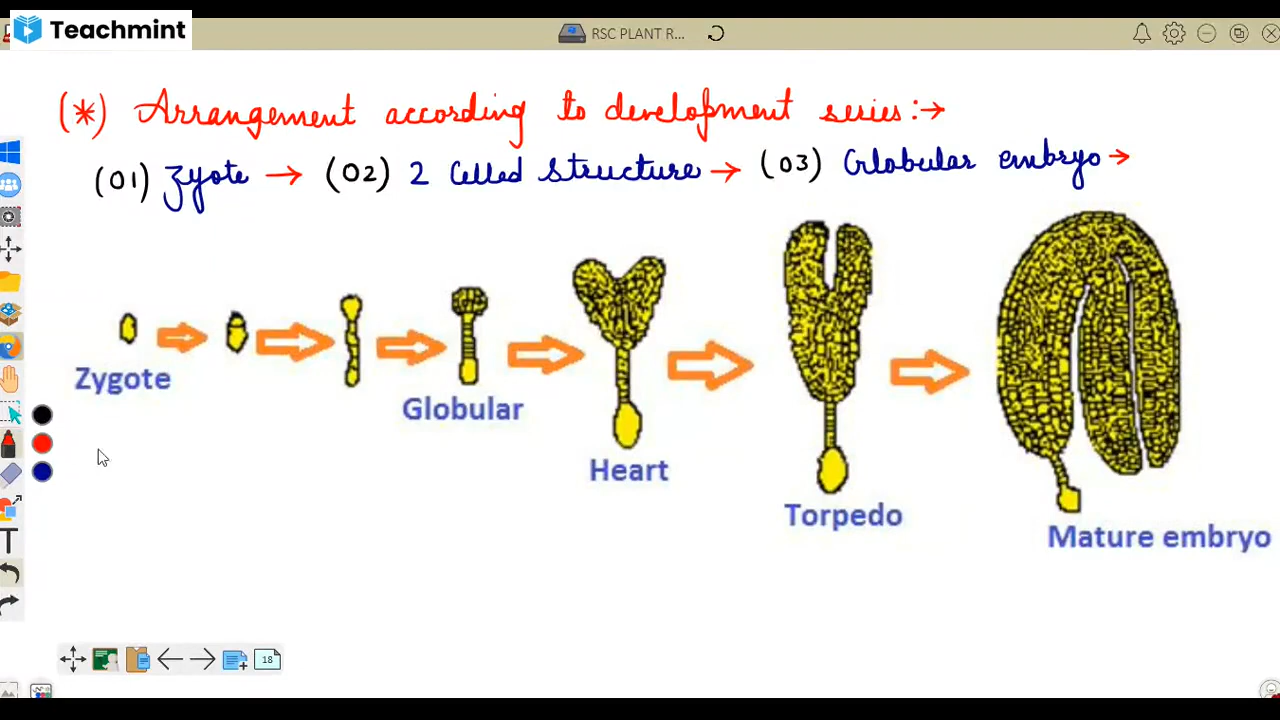 Teachmint
RSC PLANT R...
(*) Arrangement according to development series:→
(01) Zyote → (02) 2 Celled Structure → (03) Globular embryo →
Zygote
Globular
Heart
Torpedo
Mature embryo
T
18